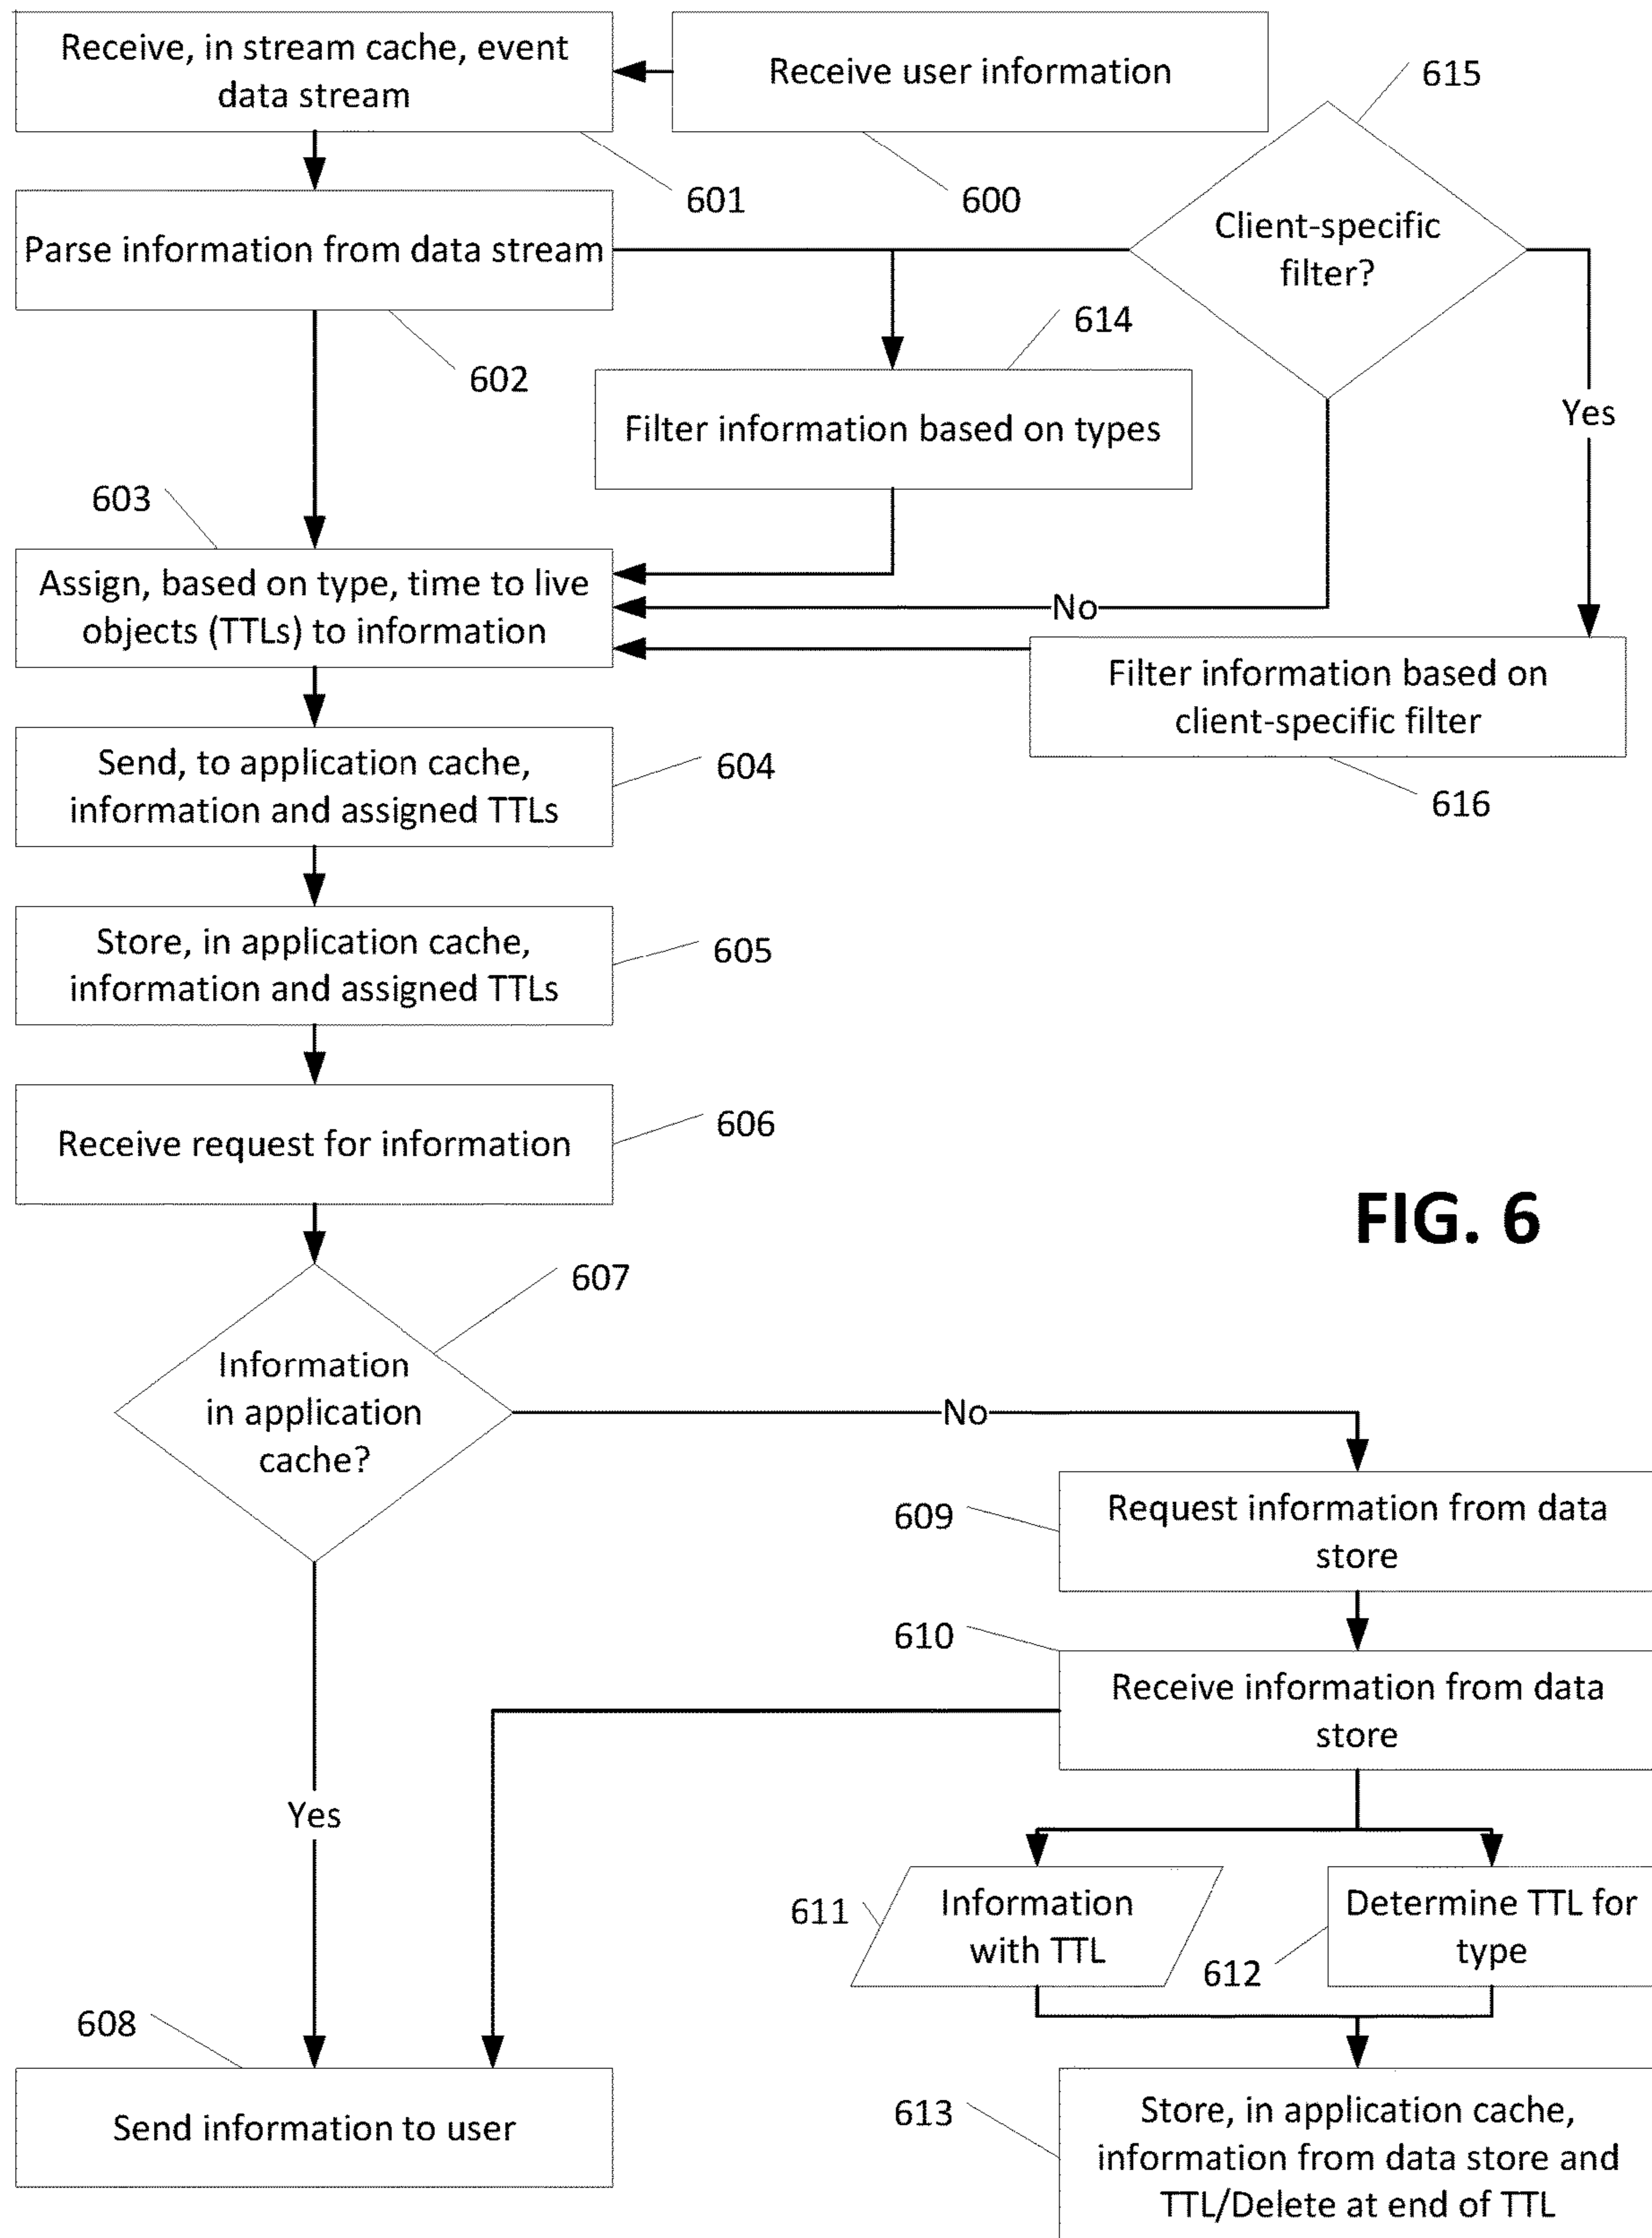 Receive, in stream cache, event
data stream
Receive user information
615
601
600
Parse information from data stream
Client-specific
filter?
614
602
Filter information based on types
Yes
603
Assign, based on type, time to live
objects (TTLs) to information
No
Filter information based on
client-specific filter
616
Send, to application cache,
information and assigned TTLs
604
Store, in application cache,
information and assigned TTLs
605
Receive request for information
606
FIG. 6
607
Information
in application
cache?
No
609
Request information from data
store
610
Receive information from data
store
Yes
611
Information
with TTL
612
Determine TTL for
type
608
Send information to user
613
Store, in application cache,
information from data store and
TTL/Delete at end of TTL